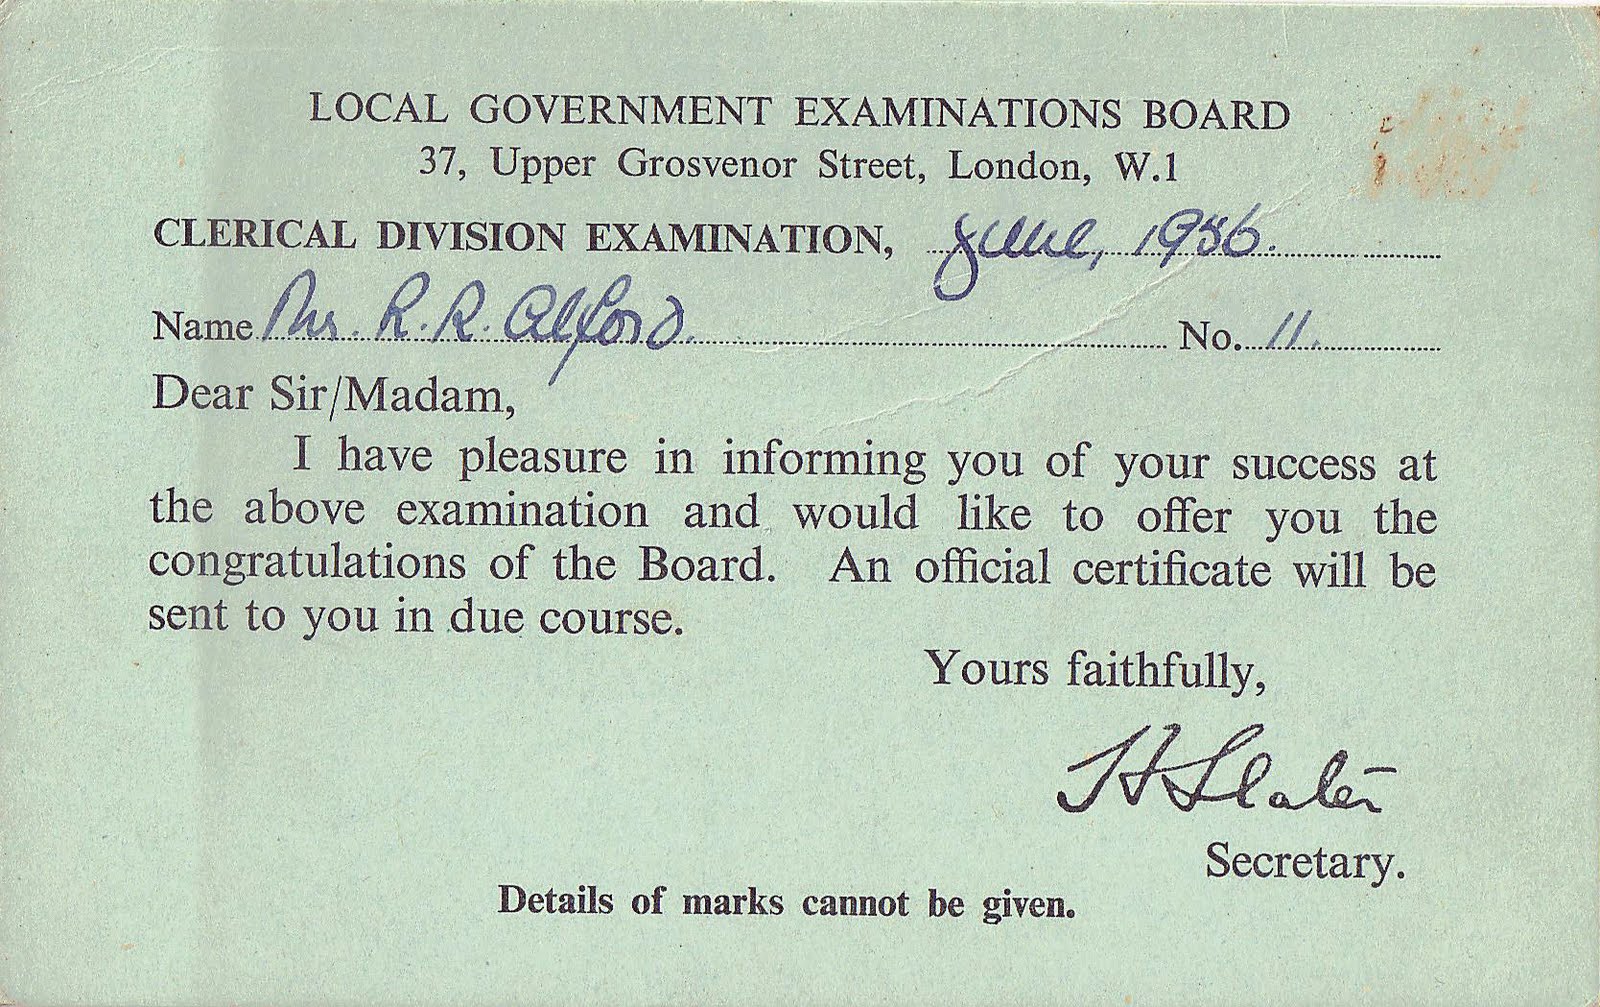 LOCAL GOVERNMENT EXAMINATIONS BOARD
37, Upper Grosvenor Street, London, W.1
CLERICAL DIVISION EXAMINATION, June, 1956.
Name Mr. R. R. Alford. No. 11.
Dear Sir/Madam,
I have pleasure in informing you of your success at
the above examination and would like to offer you the
congratulations of the Board. An official certificate will be
sent to you in due course.
Yours faithfully,
H Slater
Secretary.
Details of marks cannot be given.